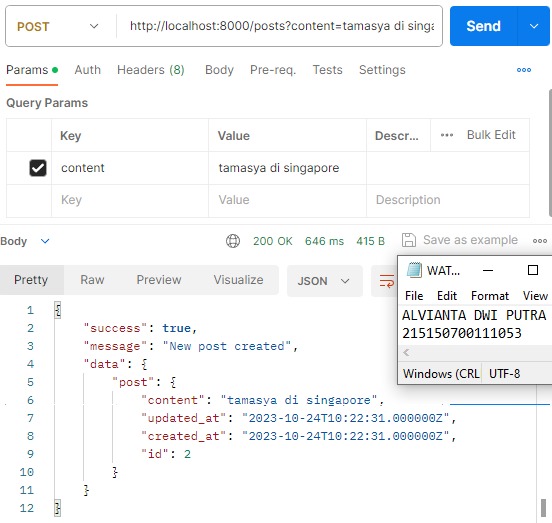 POST
http://localhost:8000/posts?content=tamasya di singa
Send
Params Auth Headers (8) Body Pre-req. Tests Settings
Query Params
Key Value Descr... Bulk Edit
content tamasya di singapore
Key Value Description
Body 200 OK 646 ms 415 B Save as example
Pretty Raw Preview Visualize JSON
1 {
2 "success": true,
3 "message": "New post created",
4 "data": {
5 "post": {
6 "content": "tamasya di singapore",
7 "updated_at": "2023-10-24T10:22:31.000000Z",
8 "created_at": "2023-10-24T10:22:31.000000Z",
9 "id": 2
10 }
11 }
12 }
WAT...
File Edit Format View
ALVIANTA DWI PUTRA
215150700111053
Windows (CRL UTF-8